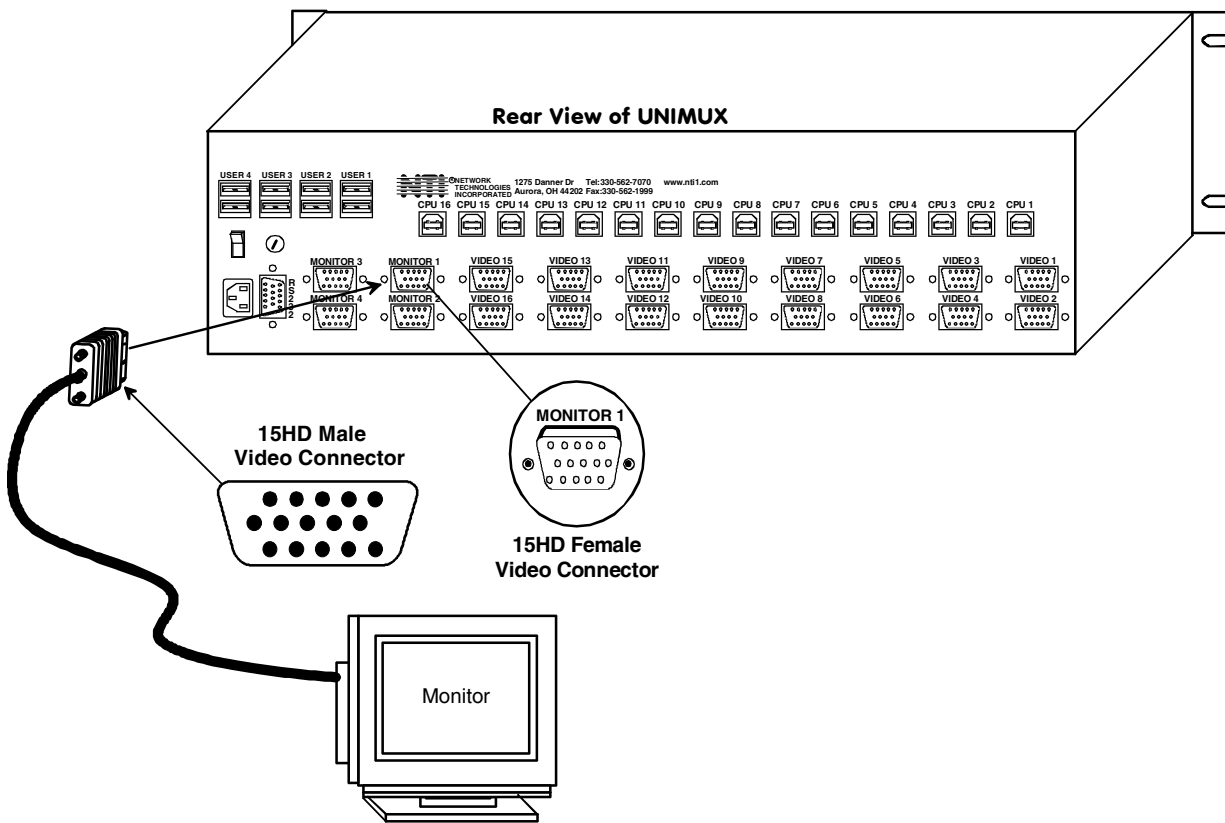 Rear View of UNIMUX
USER 4 USER 3 USER 2 USER 1
NTI ® NETWORK TECHNOLOGIES INCORPORATED
1275 Danner Dr Tel:330-562-7070 www.nti1.com
Aurora, OH 44202 Fax:330-562-1999
CPU 16 CPU 15 CPU 14 CPU 13 CPU 12 CPU 11 CPU 10 CPU 9 CPU 8 CPU 7 CPU 6 CPU 5 CPU 4 CPU 3 CPU 2 CPU 1
MONITOR 3 MONITOR 1 VIDEO 15 VIDEO 13 VIDEO 11 VIDEO 9 VIDEO 7 VIDEO 5 VIDEO 3 VIDEO 1
RS232
MONITOR 4 MONITOR 2 VIDEO 16 VIDEO 14 VIDEO 12 VIDEO 10 VIDEO 8 VIDEO 6 VIDEO 4 VIDEO 2
MONITOR 1
15HD Male
Video Connector
15HD Female
Video Connector
Monitor